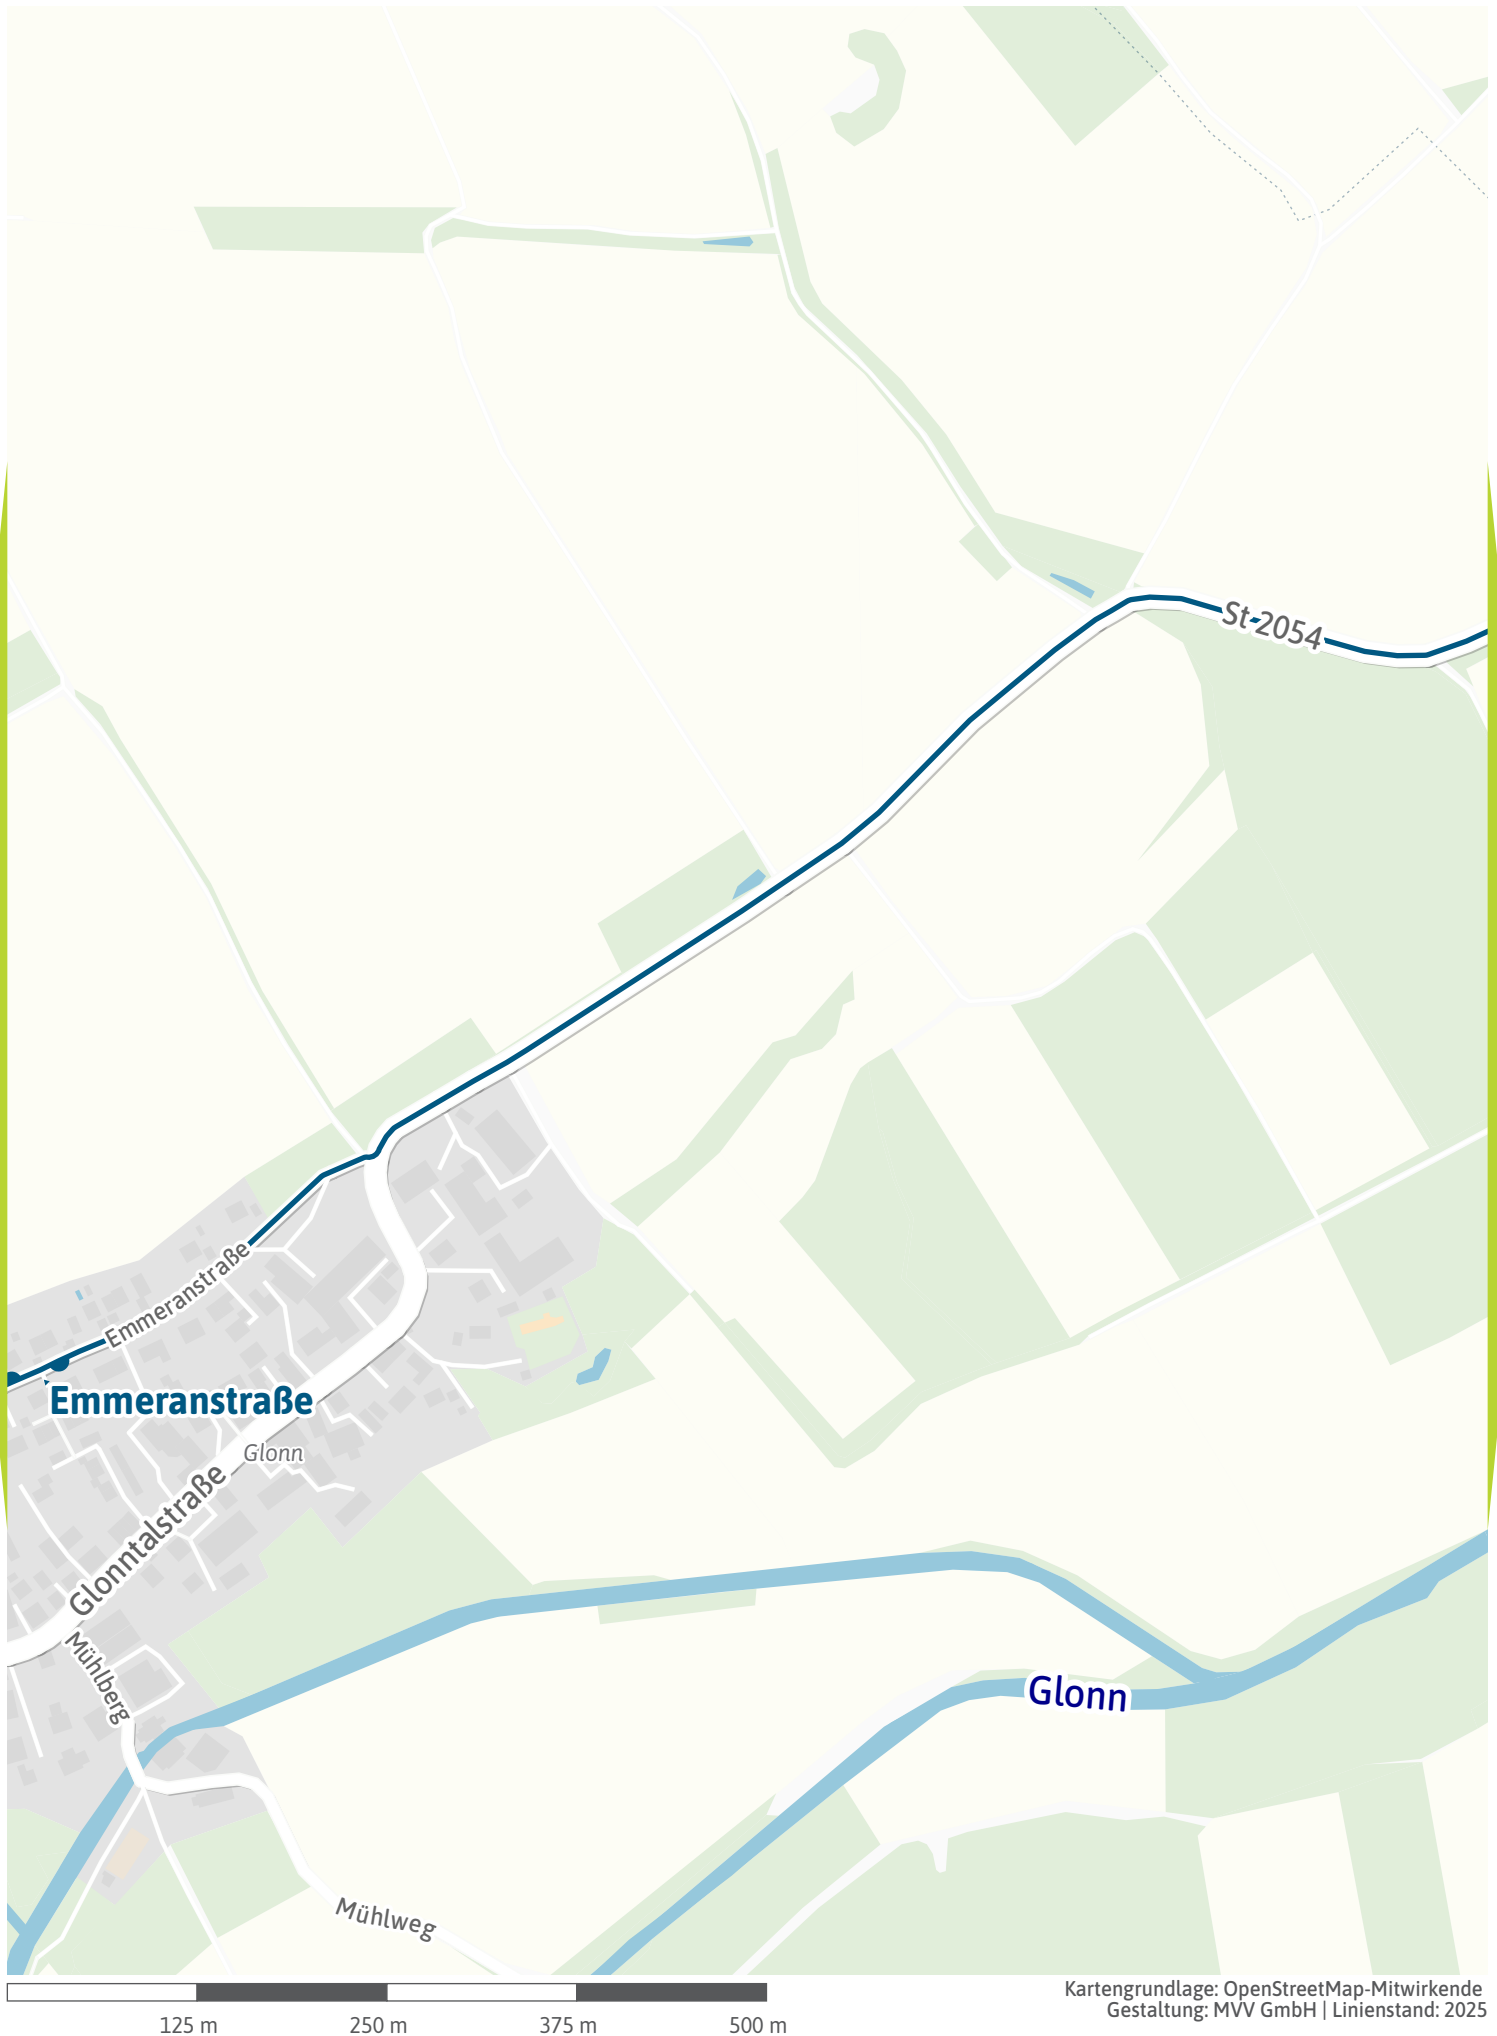 St 2054
Emmeranstraße
Emmeranstraße
Glonn
Glonntalstraße
Mühlberg
Glonn
Mühlweg
Kartengrundlage: OpenStreetMap-Mitwirkende
Gestaltung: MVV GmbH | Linienstand: 2025
125 m 250 m 375 m 500 m